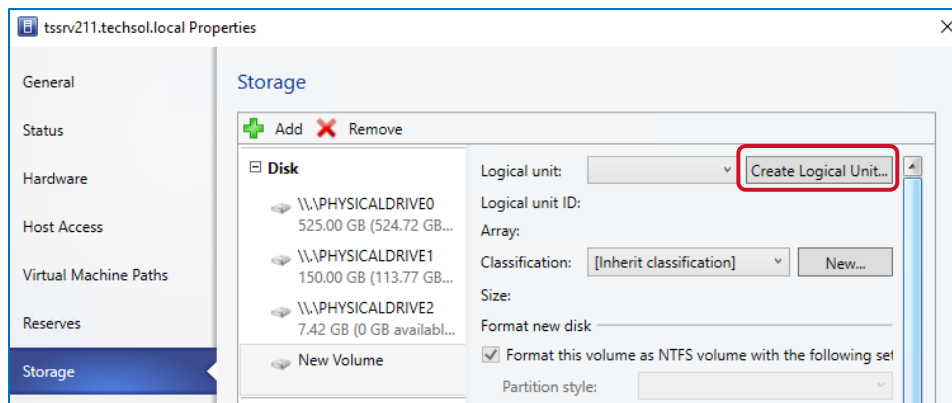 tssrv211.techsol.local Properties
General
Status
Hardware
Host Access
Virtual Machine Paths
Reserves
Storage
Storage
Add Remove
Disk
\\.\PHYSICALDRIVE0
525.00 GB (524.72 GB...
\\.\PHYSICALDRIVE1
150.00 GB (113.77 GB...
\\.\PHYSICALDRIVE2
7.42 GB (0 GB availabl...
New Volume
Logical unit: Create Logical Unit...
Logical unit ID:
Array:
Classification: [Inherit classification] New...
Size:
Format new disk
Format this volume as NTFS volume with the following set
Partition style: